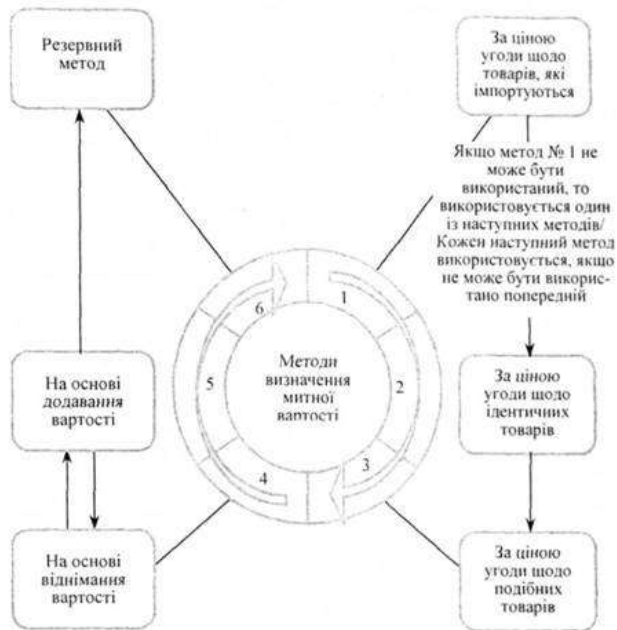 Резервний
метод
За ціною
угоди щодо
товарів, які
імпортуються
Якщо метод № 1 не
може бути
використаний, то
використовується один
із наступних методів/
Кожен наступний метод
використовується, якщо
не може бути викорис-
тано попередній
1
2
3
4
5
6
Методи
визначення
митної
вартості
На основі
додавання
вартості
За ціною
угоди щодо
ідентичних
товарів
На основі
віднімання
вартості
За ціною
угоди щодо
подібних
товарів